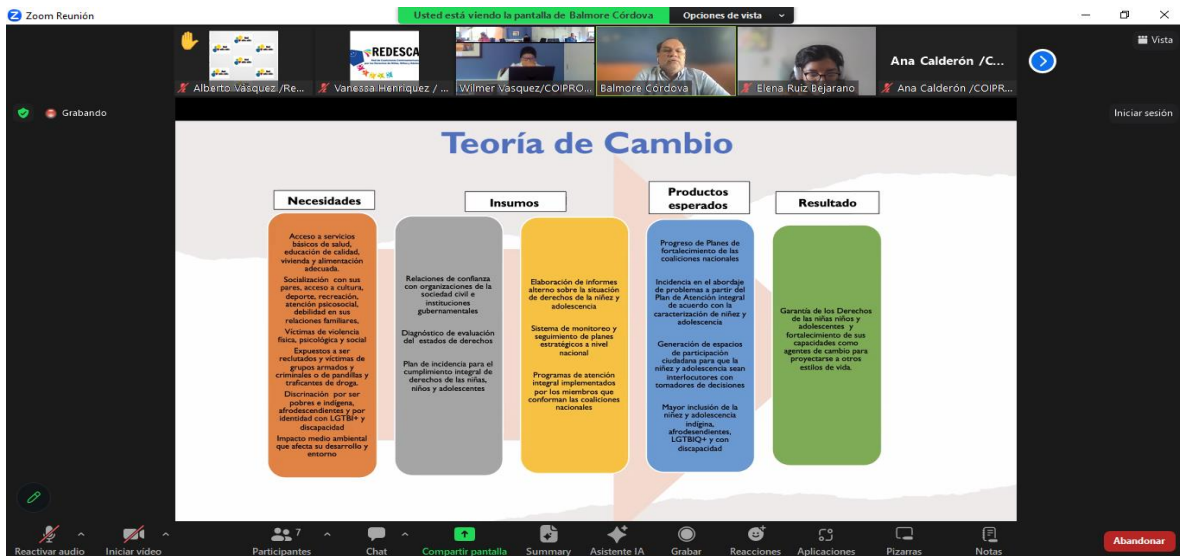 Zoom Reunión
Usted está viendo la pantalla de Balmore Córdova
Opciones de vista
Vista
REDESCA
Ana Calderón /C...
Alberto Vásquez /Re...
Vanessa Henríquez / ...
Wilmer Vasquez/COIPRO...
Balmore Córdova
Elena Ruiz Bejarano
Ana Calderón /COIPR...
Grabando
Iniciar sesión
Teoría de Cambio
Necesidades
Acceso a servicios
básicos de salud,
educación de calidad,
vivienda y alimentación
adecuada.
Socialización con sus
pares, acceso a cultura,
deporte, recreación,
atención psicosocial,
debilidad en sus
relaciones familiares,
Víctimas de violencia
física, psicológica y social
Expuestos a ser
reclutados y víctimas de
grupos armados y
criminales o de pandillas y
traficantes de droga.
Discrinación por ser
pobres e indígena,
afrodescendientes y por
identidad con LGTBI+ y
discapacidad
Impacto medio ambiental
que afecta su desarrollo y
entorno
Insumos
Relaciones de confianza
con organizaciones de la
sociedad civil e
instituciones
gubernamentales
Diagnóstico de evaluación
del estados de derechos
Plan de incidencia para el
cumplimiento integral de
derechos de las niñas,
niños y adolescentes
Elaboración de informes
alterno sobre la situación
de derechos de la niñez y
adolescencia
Sistema de monitoreo y
seguimiento de planes
estratégicos a nivel
nacional
Programas de atención
integral implementados
por los miembros que
conforman las coaliciones
nacionales
Productos
esperados
Progreso de Planes de
fortalecimiento de las
coaliciones nacionales
Incidencia en el abordaje
de problemas a partir del
Plan de Atención integral
de acuerdo con la
caracterización de niñez y
adolescencia
Generación de espacios
de participación
ciudadana para que la
niñez y adolescencia sean
interlocutores con
tomadores de decisiones
Mayor inclusión de la
niñez y adolescencia
indígina,
afrodesendientes,
LGTBIQ+ y con
discapacidad
Resultado
Garantía de los Derechos
de las niñas niños y
adolescentes y
fortalecimiento de sus
capacidades como
agentes de cambio para
proyectarse a otros
estilos de vida.
Reactivar audio
Iniciar video
7
Participantes
Chat
Compartir pantalla
Summary
Asistente IA
Grabar
Reacciones
Aplicaciones
Pizarras
Notas
Abandonar